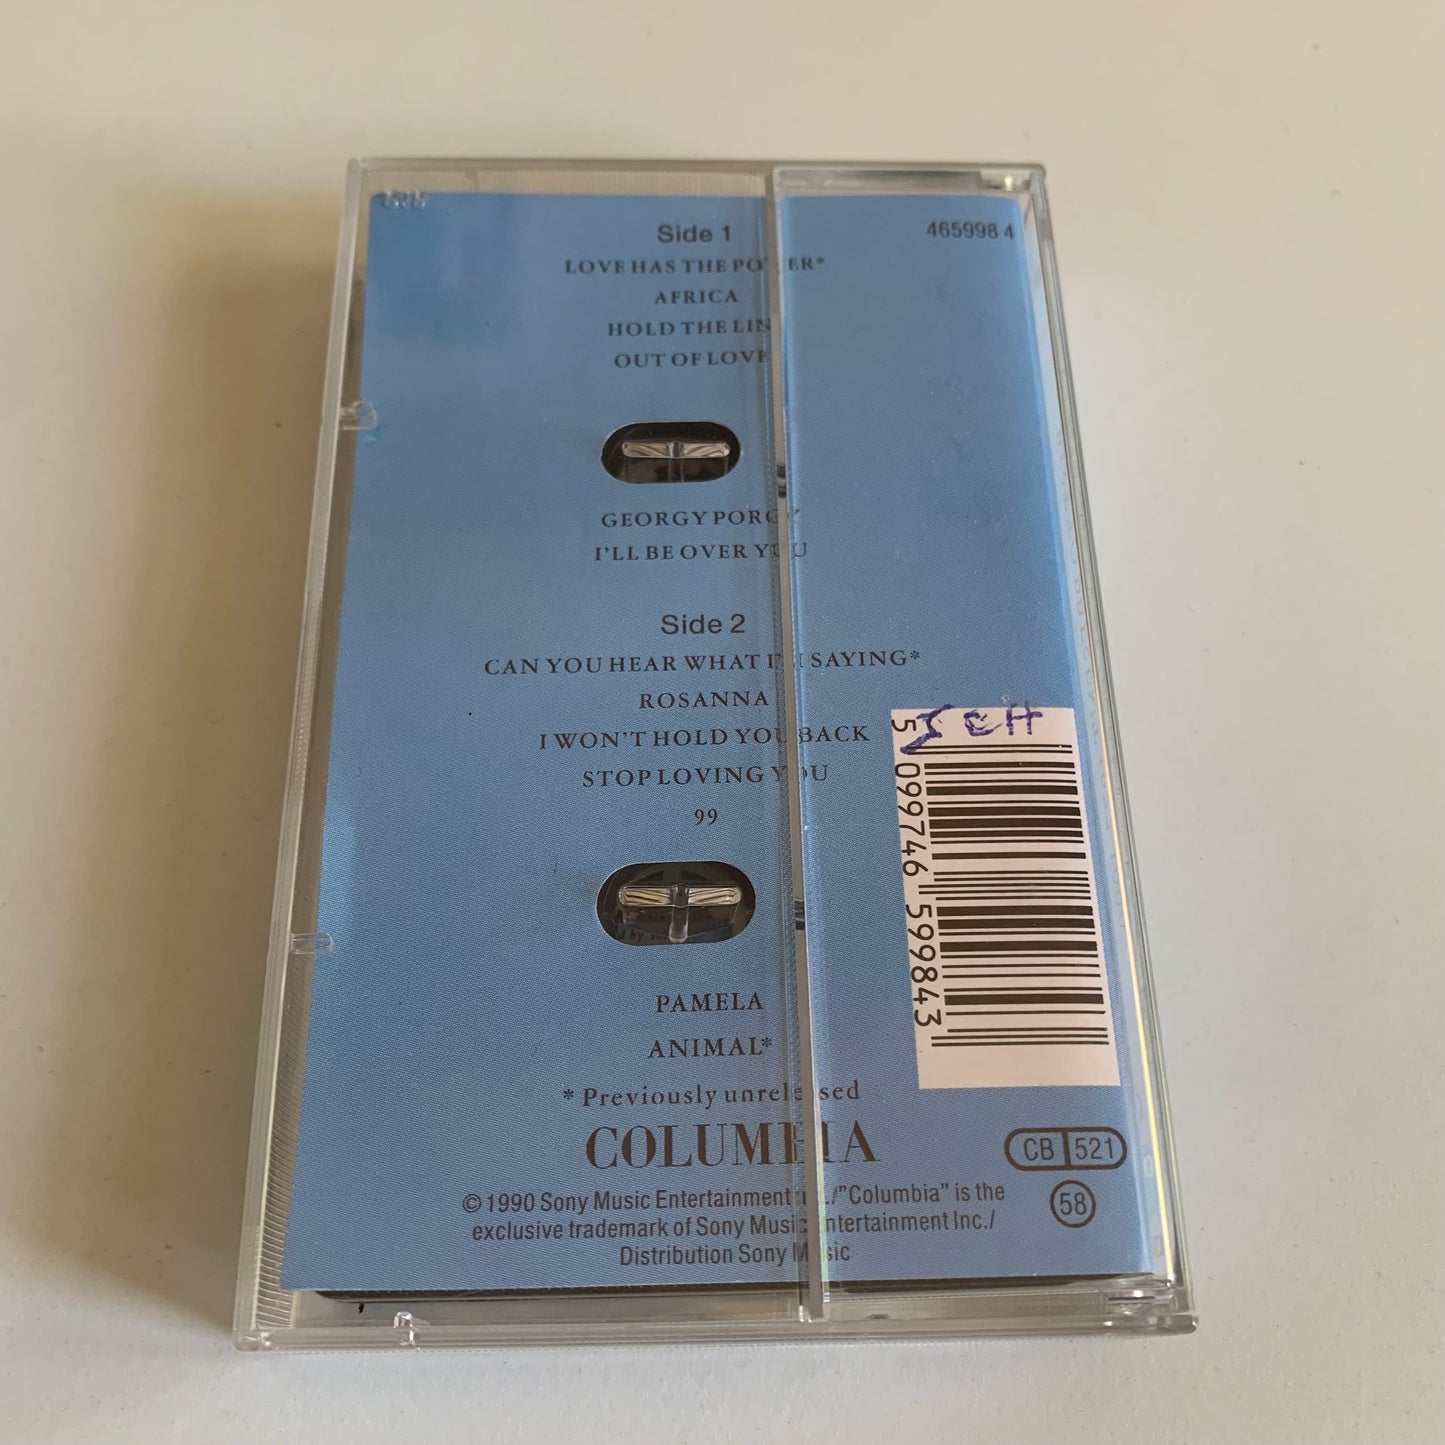 Side 1
465998 4
LOVE HAS THE POWER*
AFRICA
HOLD THE LINE
OUT OF LOVE
GEORGY PORGY
I'LL BE OVER YOU
Side 2
CAN YOU HEAR WHAT I'M SAYING*
ROSANNA
I WON'T HOLD YOU BACK
STOP LOVING YOU
99
PAMELA
ANIMAL*
* Previously unreleased
COLUMBIA
CB 521
58
© 1990 Sony Music Entertainment Inc./"Columbia" is the
exclusive trademark of Sony Music Entertainment Inc./
Distribution Sony Music
5 099746 599843